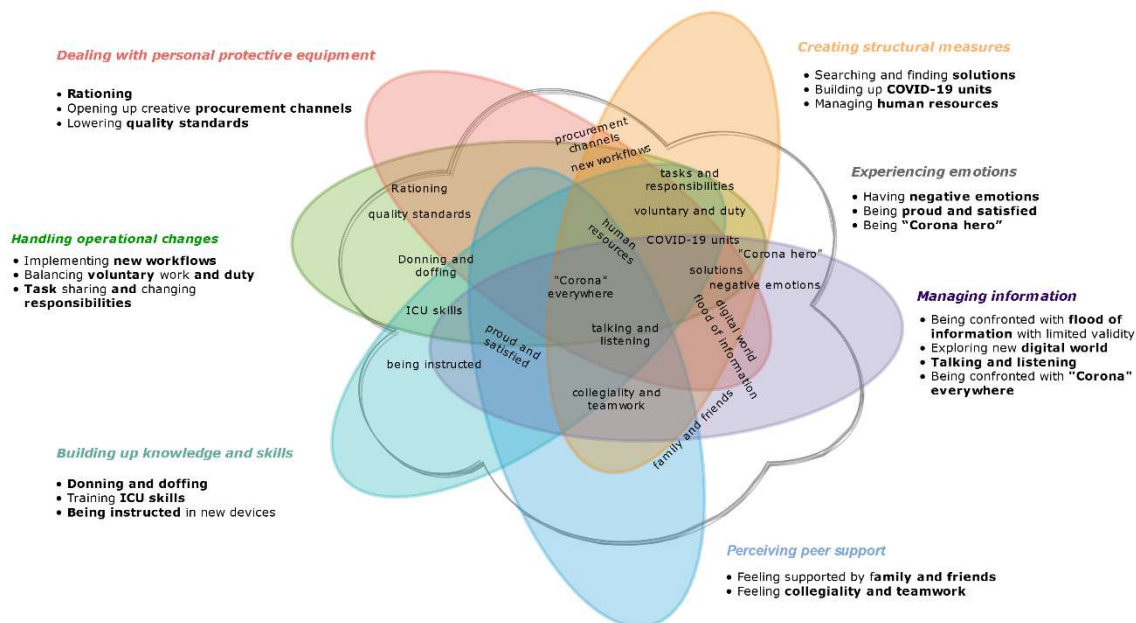 Dealing with personal protective equipment
• Rationing
• Opening up creative procurement channels
• Lowering quality standards
Creating structural measures
• Searching and finding solutions
• Building up COVID-19 units
• Managing human resources
Experiencing emotions
• Having negative emotions
• Being proud and satisfied
• Being “Corona hero”
Handling operational changes
• Implementing new workflows
• Balancing voluntary work and duty
• Task sharing and changing
responsibilities
Managing information
• Being confronted with flood of
information with limited validity
• Exploring new digital world
• Talking and listening
• Being confronted with "Corona"
everywhere
Building up knowledge and skills
• Donning and doffing
• Training ICU skills
• Being instructed in new devices
Perceiving peer support
• Feeling supported by family and friends
• Feeling collegiality and teamwork
procurement
channels
new workflows
tasks and
responsibilities
Rationing
quality standards
voluntary and duty
human
resources
COVID-19 units
"Corona hero"
Donning and
doffing
solutions
negative emotions
"Corona"
everywhere
ICU skills
digital world
flood of information
talking and
listening
proud and
satisfied
being instructed
collegiality and
teamwork
family and friends